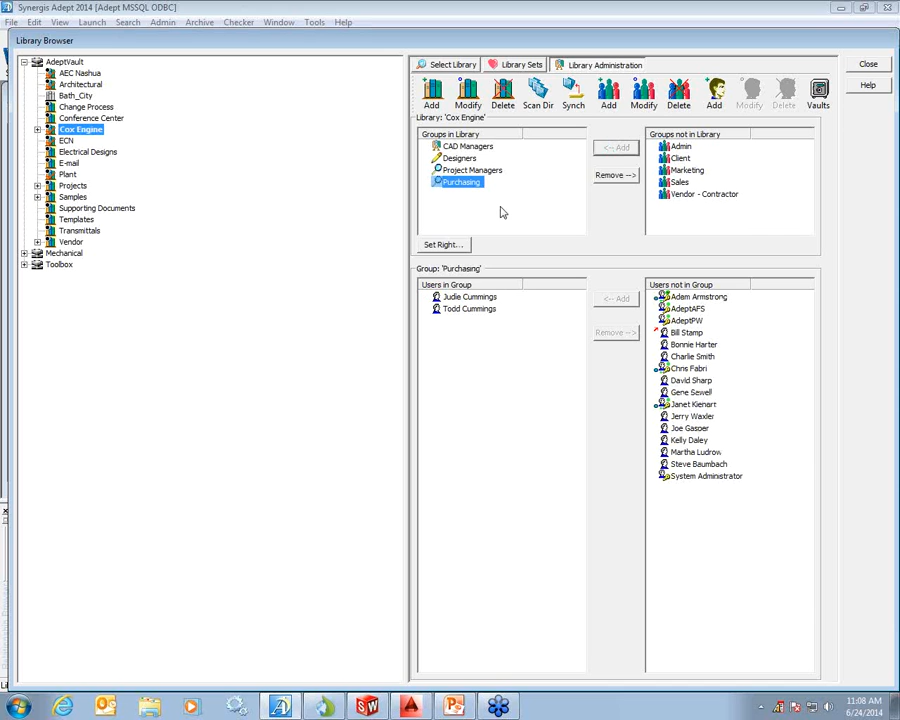 Synergis Adept 2014 [Adept MSSQL ODBC]
File Edit View Launch Search Admin Archive Checker Window Tools Help
Library Browser
AdeptVault
AEC Nashua
Architectural
Bath_City
Change Process
Conference Center
Cox Engine
ECN
Electrical Designs
E-mail
Plant
Projects
Samples
Supporting Documents
Templates
Transmittals
Vendor
Mechanical
Toolbox
Select Library Library Sets Library Administration
Add Modify Delete Scan Dir Synch Add Modify Delete Add Modify Delete Vaults
Library: 'Cox Engine'
Groups in Library
CAD Managers
Designers
Project Managers
Purchasing
<-- Add
Remove -->
Groups not in Library
Admin
Client
Marketing
Sales
Vendor - Contractor
Set Right...
Group: 'Purchasing'
Users in Group
Judie Cummings
Todd Cummings
<-- Add
Remove -->
Users not in Group
Adam Armstrong
AdeptAFS
AdeptPW
Bill Stamp
Bonnie Harter
Charlie Smith
Chris Fabri
David Sharp
Gene Sewell
Janet Kienart
Jerry Waxler
Joe Gasper
Kelly Daley
Martha Ludrow
Steve Baumbach
System Administrator
Close
Help
11:08 AM
6/24/2014